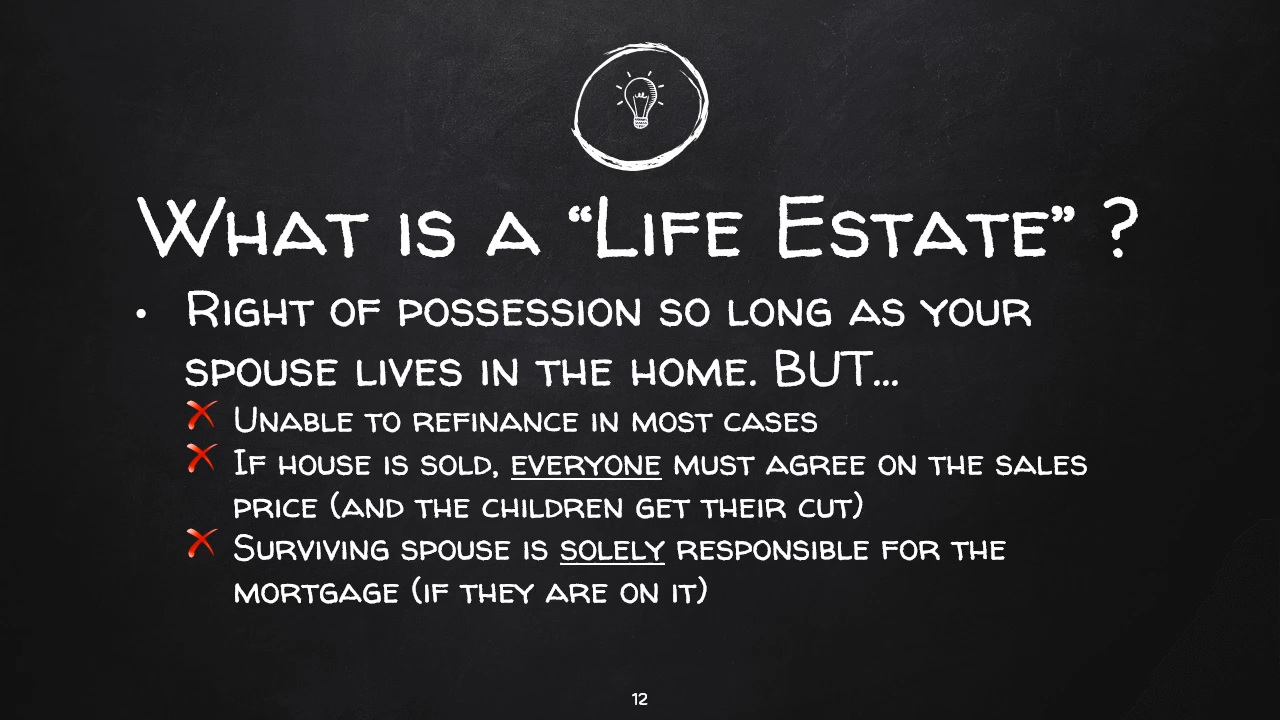 What is a “Life Estate” ?
• Right of possession so long as your
spouse lives in the home. BUT…
❌ Unable to refinance in most cases
❌ If house is sold, everyone must agree on the sales
price (and the children get their cut)
❌ Surviving spouse is solely responsible for the
mortgage (if they are on it)
12